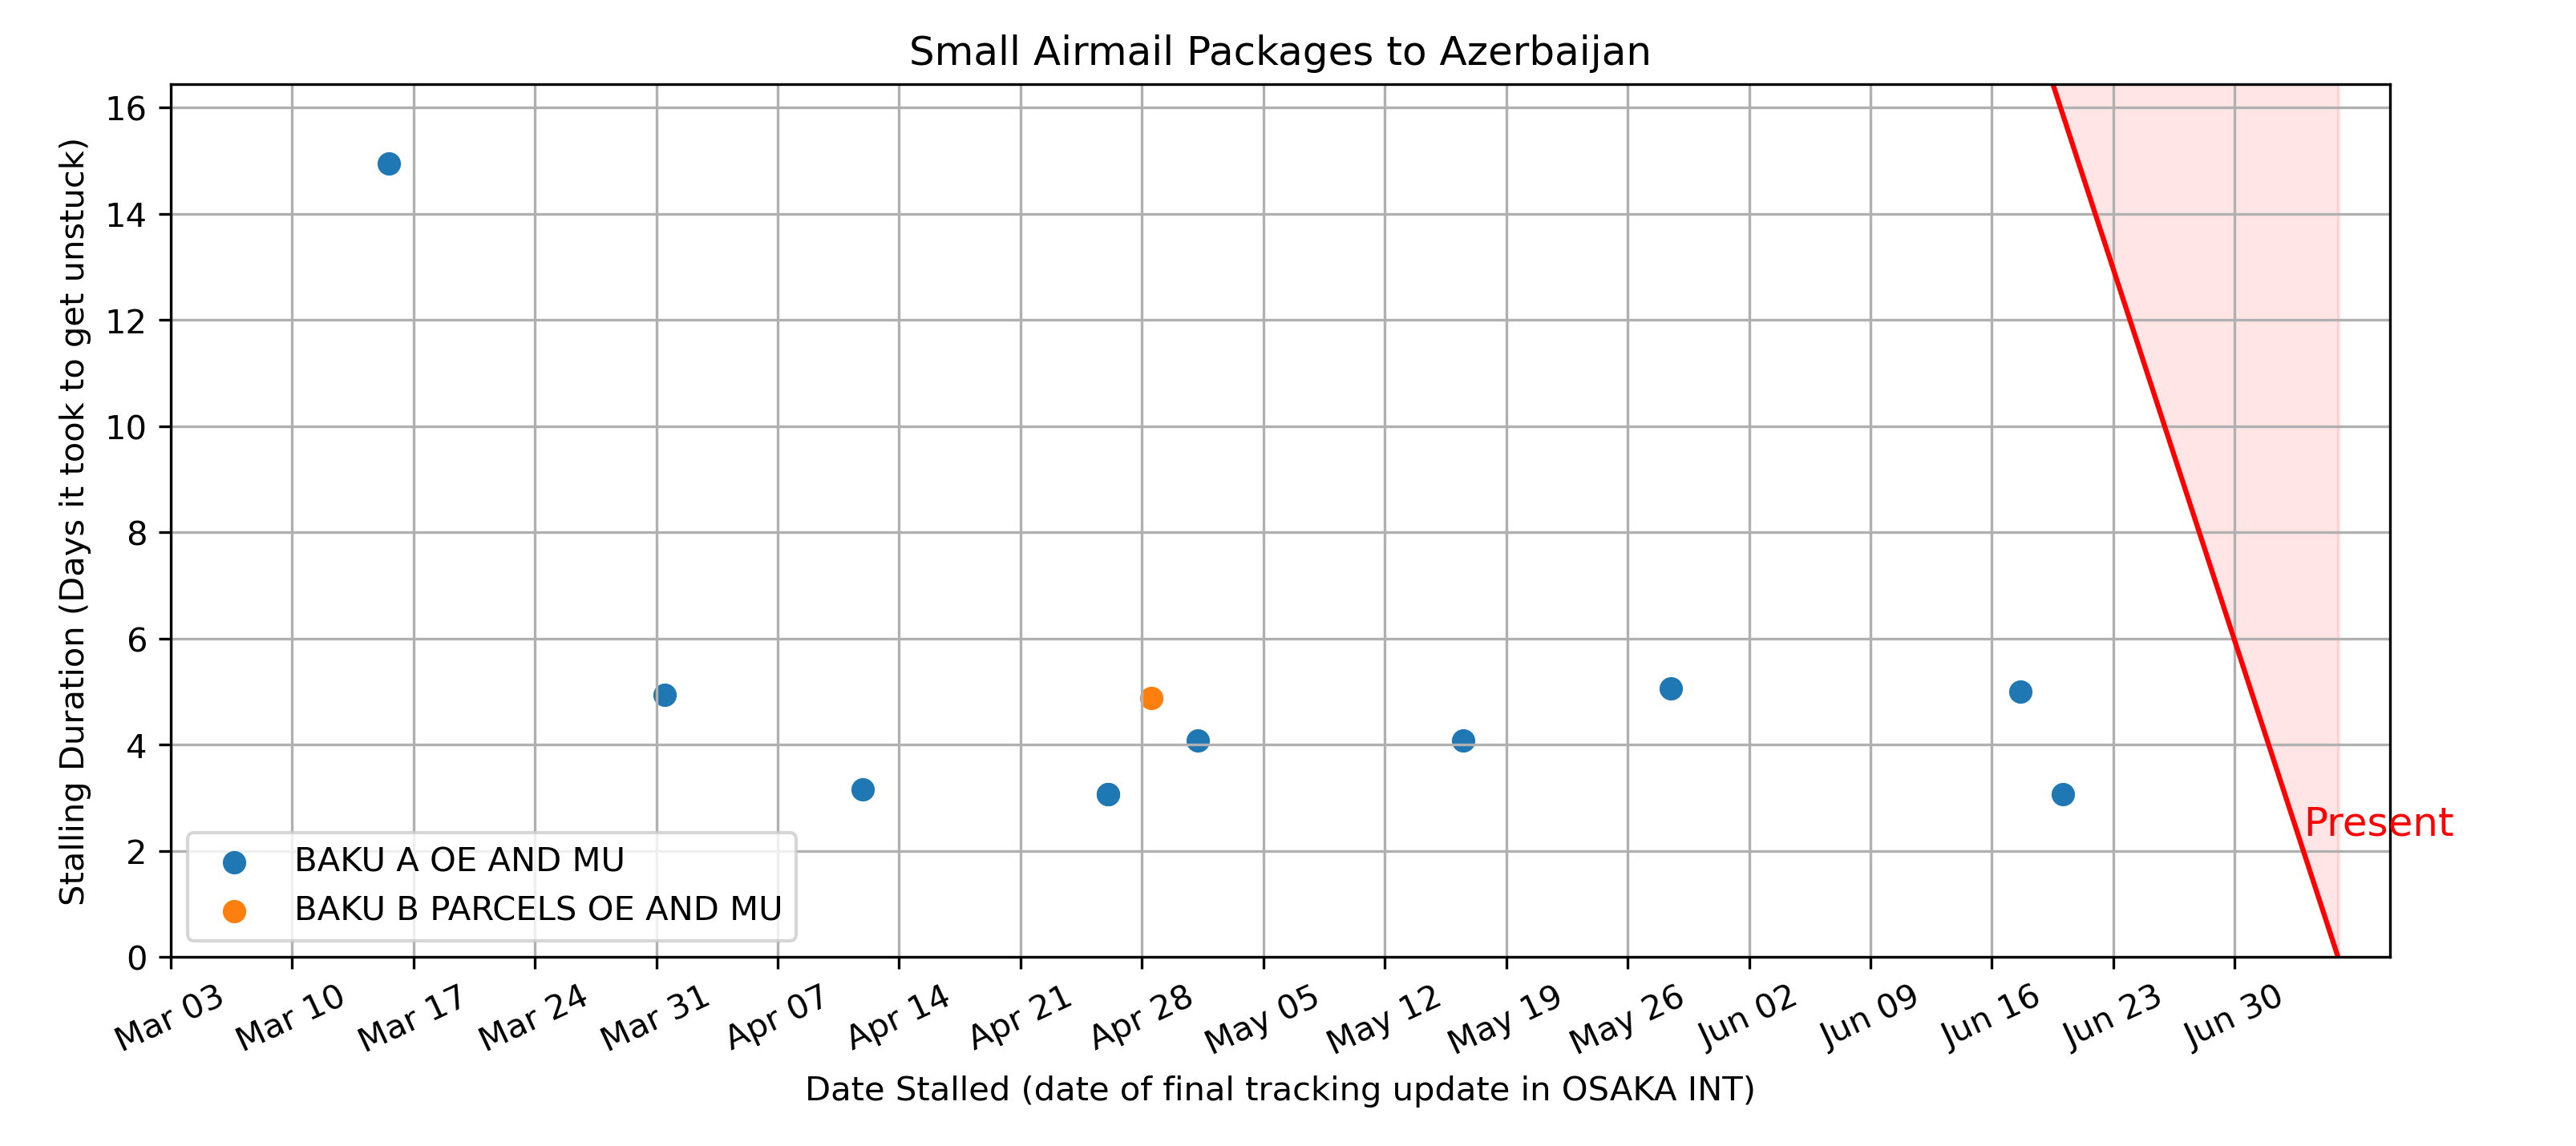 Small Airmail Packages to Azerbaijan
Stalling Duration (Days it took to get unstuck)
16
14
12
10
8
6
4
2
0
Present
BAKU A OE AND MU
BAKU B PARCELS OE AND MU
Mar 03
Mar 10
Mar 17
Mar 24
Mar 31
Apr 07
Apr 14
Apr 21
Apr 28
May 05
May 12
May 19
May 26
Jun 02
Jun 09
Jun 16
Jun 23
Jun 30
Date Stalled (date of final tracking update in OSAKA INT)